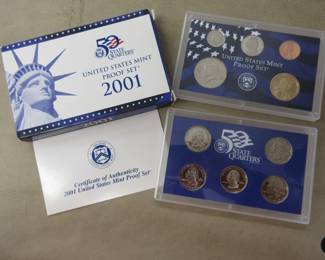 50
STATE
QUARTERS
UNITED STATES MINT
PROOF SET
2001
UNITED STATES MINT
PROOF SET
50
STATE
QUARTERS
Certificate of Authenticity
2001 United States Mint Proof Set